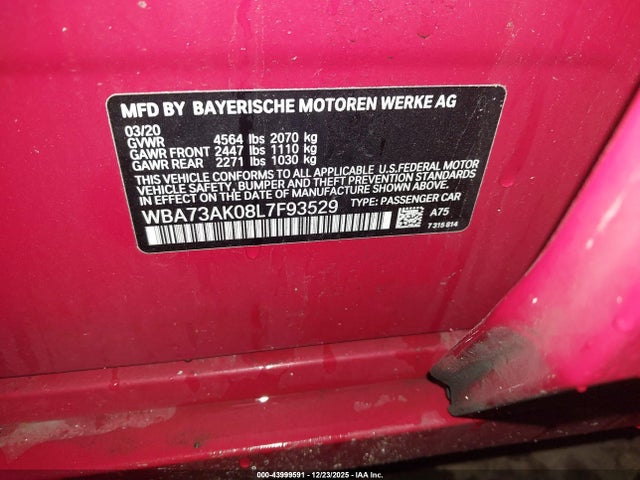 MFD BY BAYERISCHE MOTOREN WERKE AG
03/20
GVWR 4564 lbs 2070 kg
GAWR FRONT 2447 lbs 1110 kg
GAWR REAR 2271 lbs 1030 kg
THIS VEHICLE CONFORMS TO ALL APPLICABLE U.S. FEDERAL MOTOR
VEHICLE SAFETY, BUMPER AND THEFT PREVENTION STANDARDS
IN EFFECT ON THE DATE OF MANUFACTURE SHOWN ABOVE.
WBA73AK08L7F93529 TYPE: PASSENGER CAR
A75
7 315 814
000-43999591 - 12/23/2025 - IAA Inc.